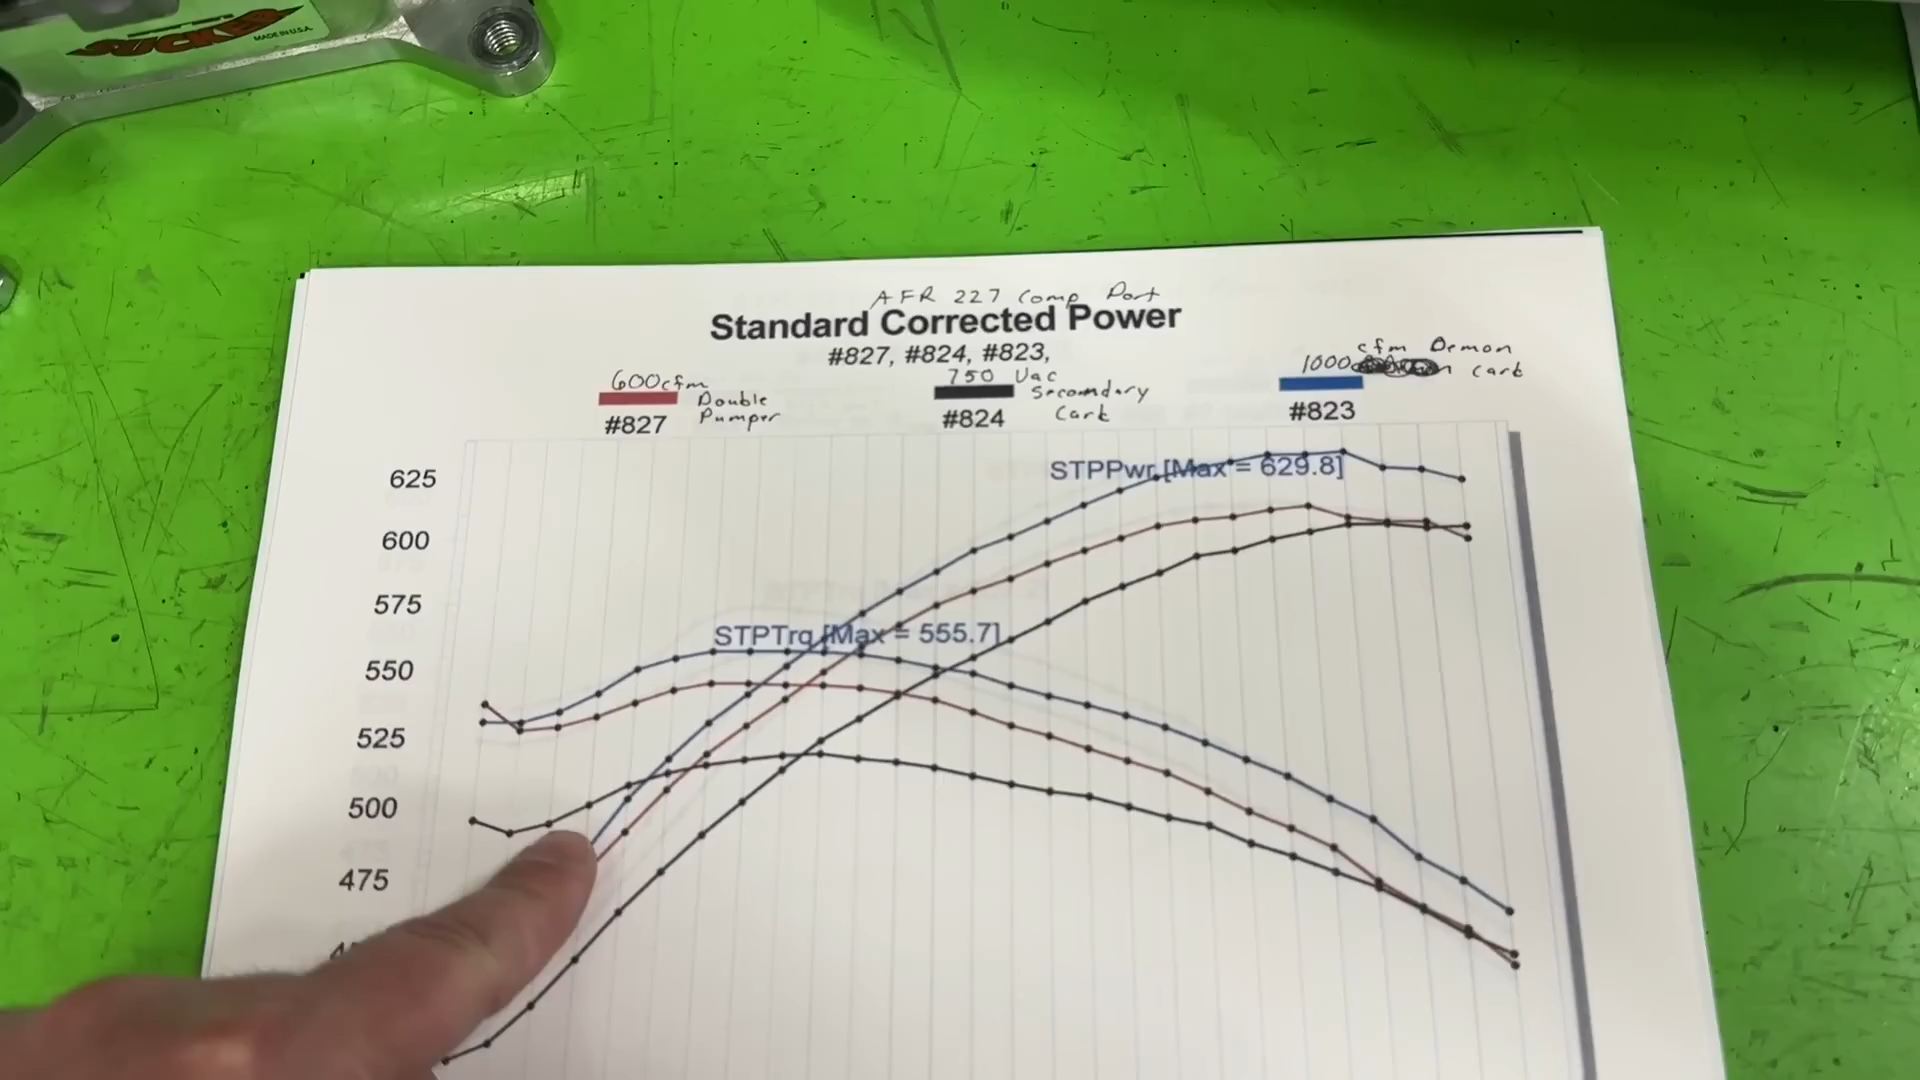 MADE IN U.S.A.
AFR 227 Comp Port
Standard Corrected Power
#827, #824, #823,
600cfm Double Pumper
#827
750 Vac Secondary Carb
#824
1000 cfm Demon Carb
#823
STPPwr [Max = 629.8]
STPTrq [Max = 555.7]
625
600
575
550
525
500
475